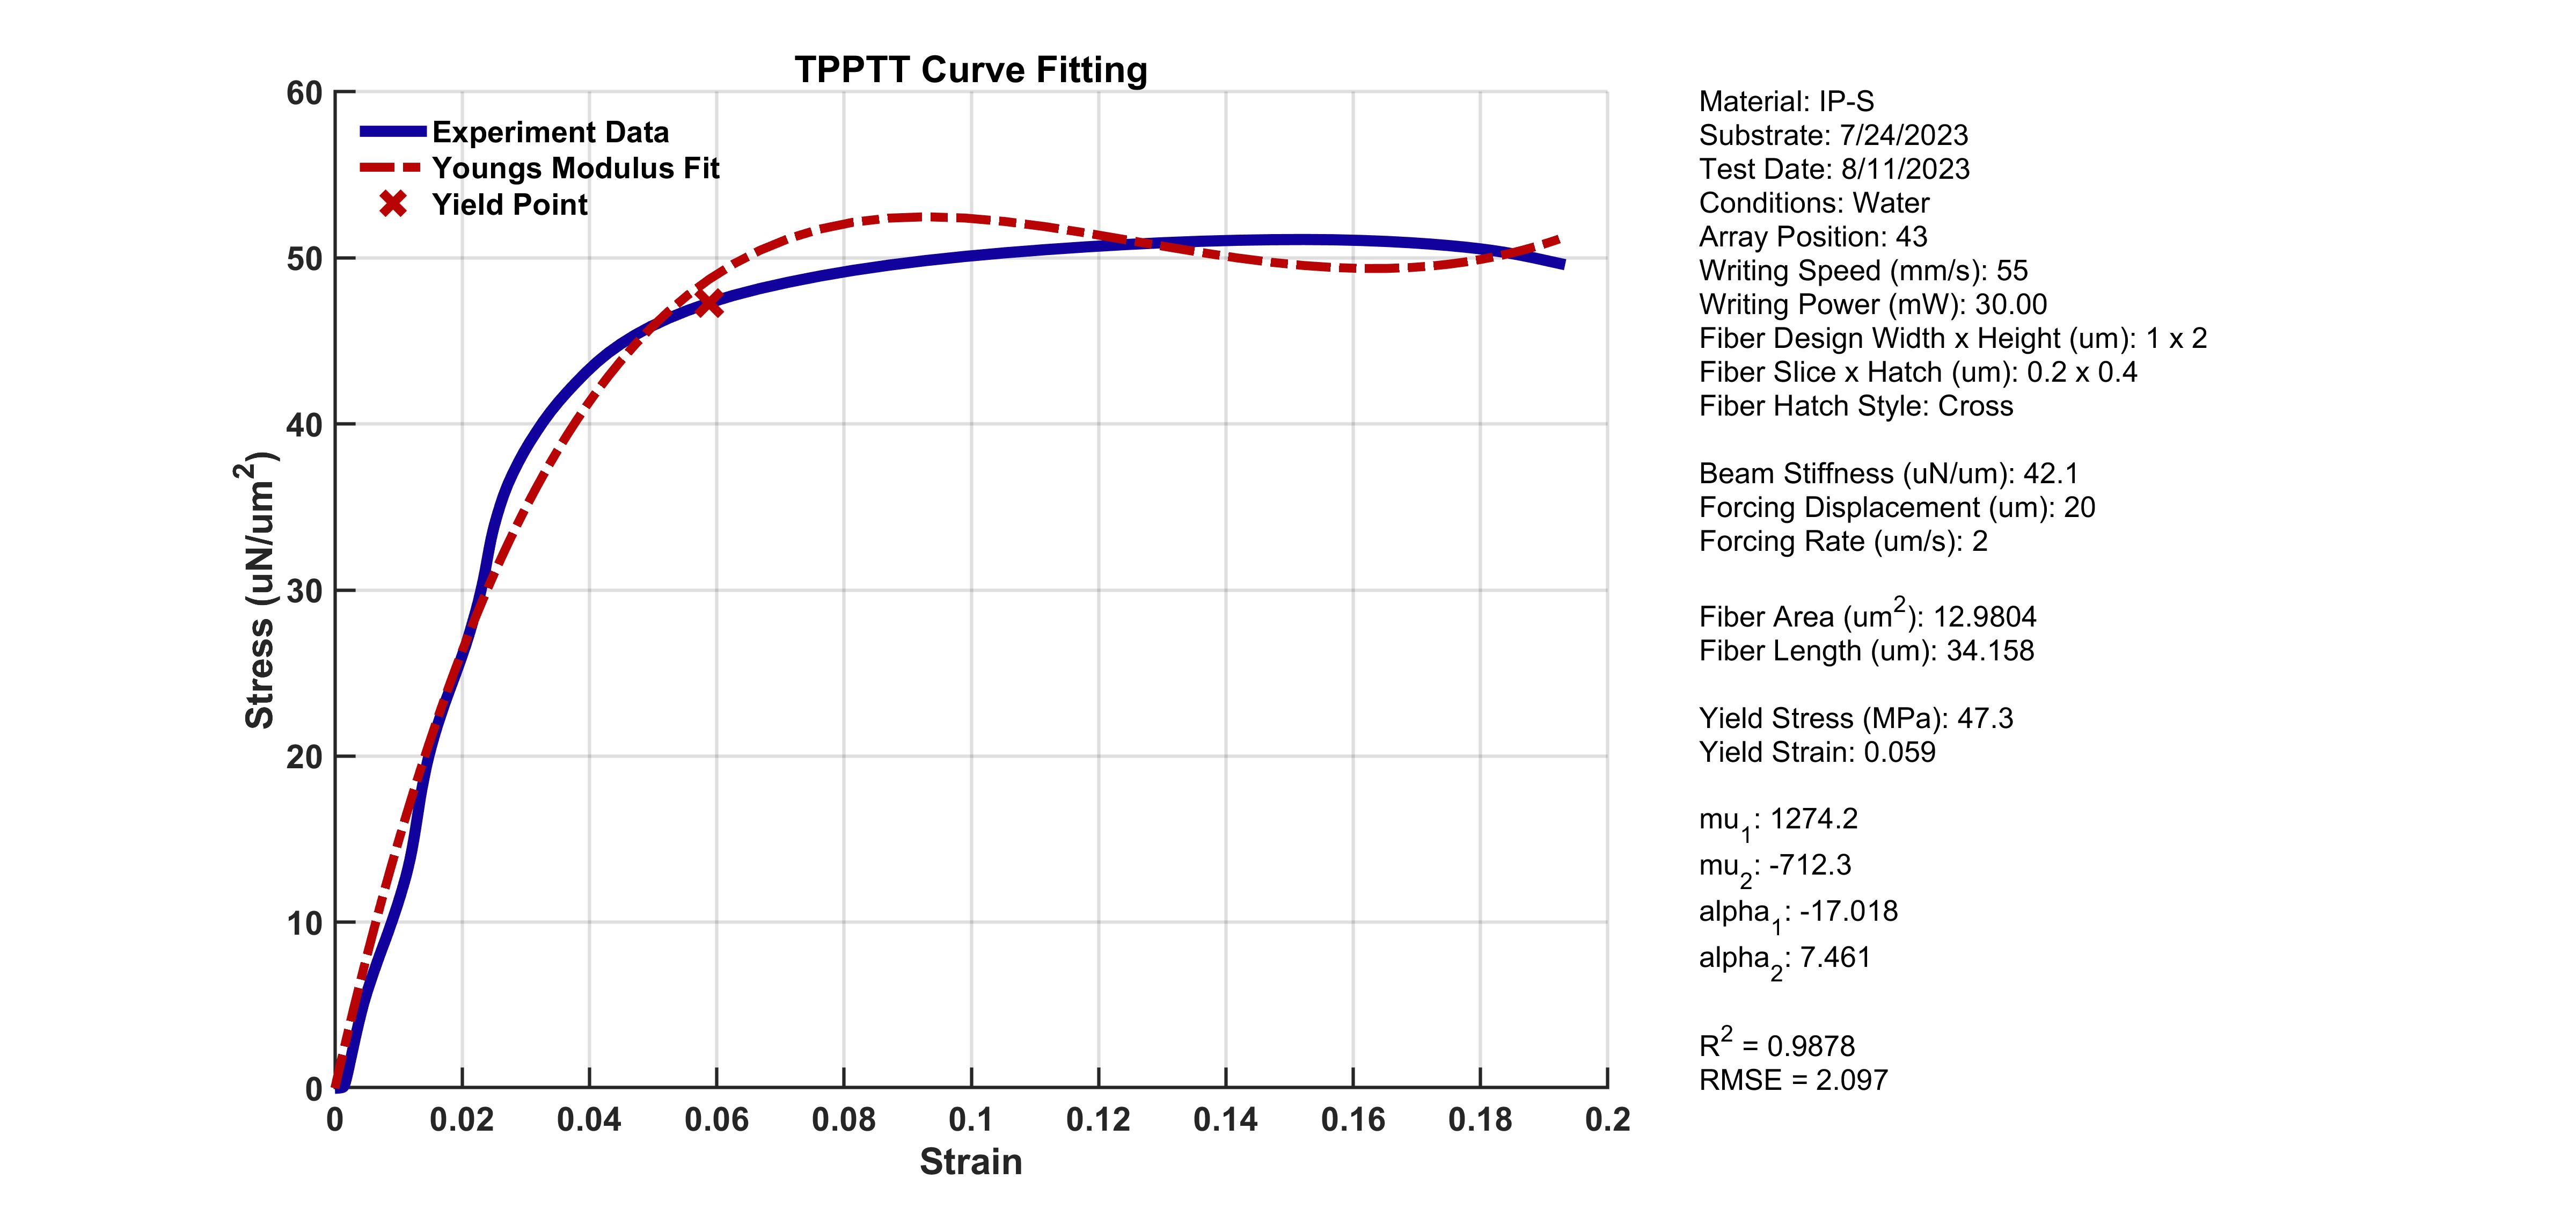 TPPTT Curve Fitting
60
50
40
30
20
10
0
Stress (uN/um²)
Experiment Data
Youngs Modulus Fit
Yield Point
0 0.02 0.04 0.06 0.08 0.1 0.12 0.14 0.16 0.18 0.2
Strain
Material: IP-S
Substrate: 7/24/2023
Test Date: 8/11/2023
Conditions: Water
Array Position: 43
Writing Speed (mm/s): 55
Writing Power (mW): 30.00
Fiber Design Width x Height (um): 1 x 2
Fiber Slice x Hatch (um): 0.2 x 0.4
Fiber Hatch Style: Cross
Beam Stiffness (uN/um): 42.1
Forcing Displacement (um): 20
Forcing Rate (um/s): 2
Fiber Area (um²): 12.9804
Fiber Length (um): 34.158
Yield Stress (MPa): 47.3
Yield Strain: 0.059
mu₁: 1274.2
mu₂: -712.3
alpha₁: -17.018
alpha₂: 7.461
R² = 0.9878
RMSE = 2.097